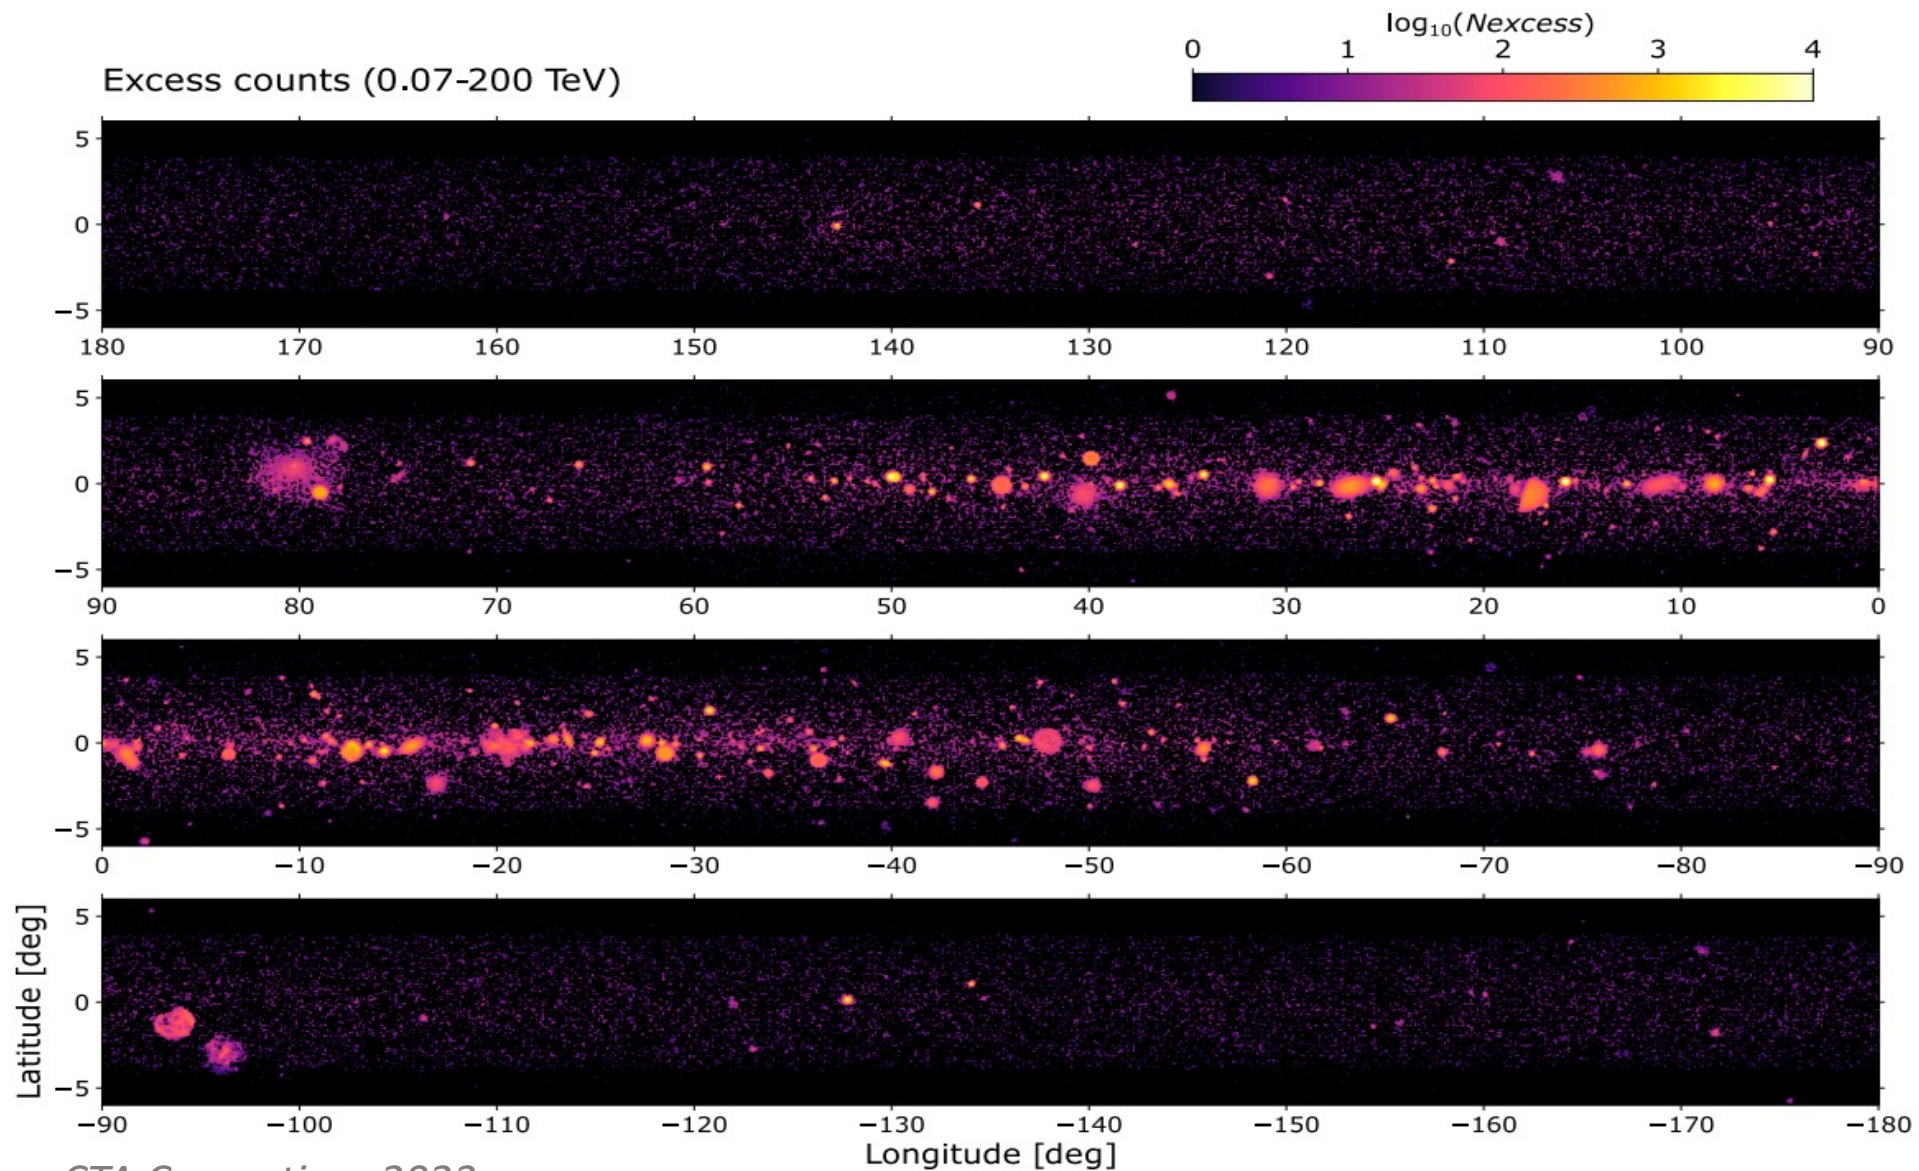 log₁₀(Nexcess)
0 1 2 3 4
Excess counts (0.07-200 TeV)
5
0
−5
180 170 160 150 140 130 120 110 100 90
5
0
−5
90 80 70 60 50 40 30 20 10 0
5
0
−5
0 −10 −20 −30 −40 −50 −60 −70 −80 −90
Latitude [deg]
5
0
−5
−90 −100 −110 −120 −130 −140 −150 −160 −170 −180
Longitude [deg]